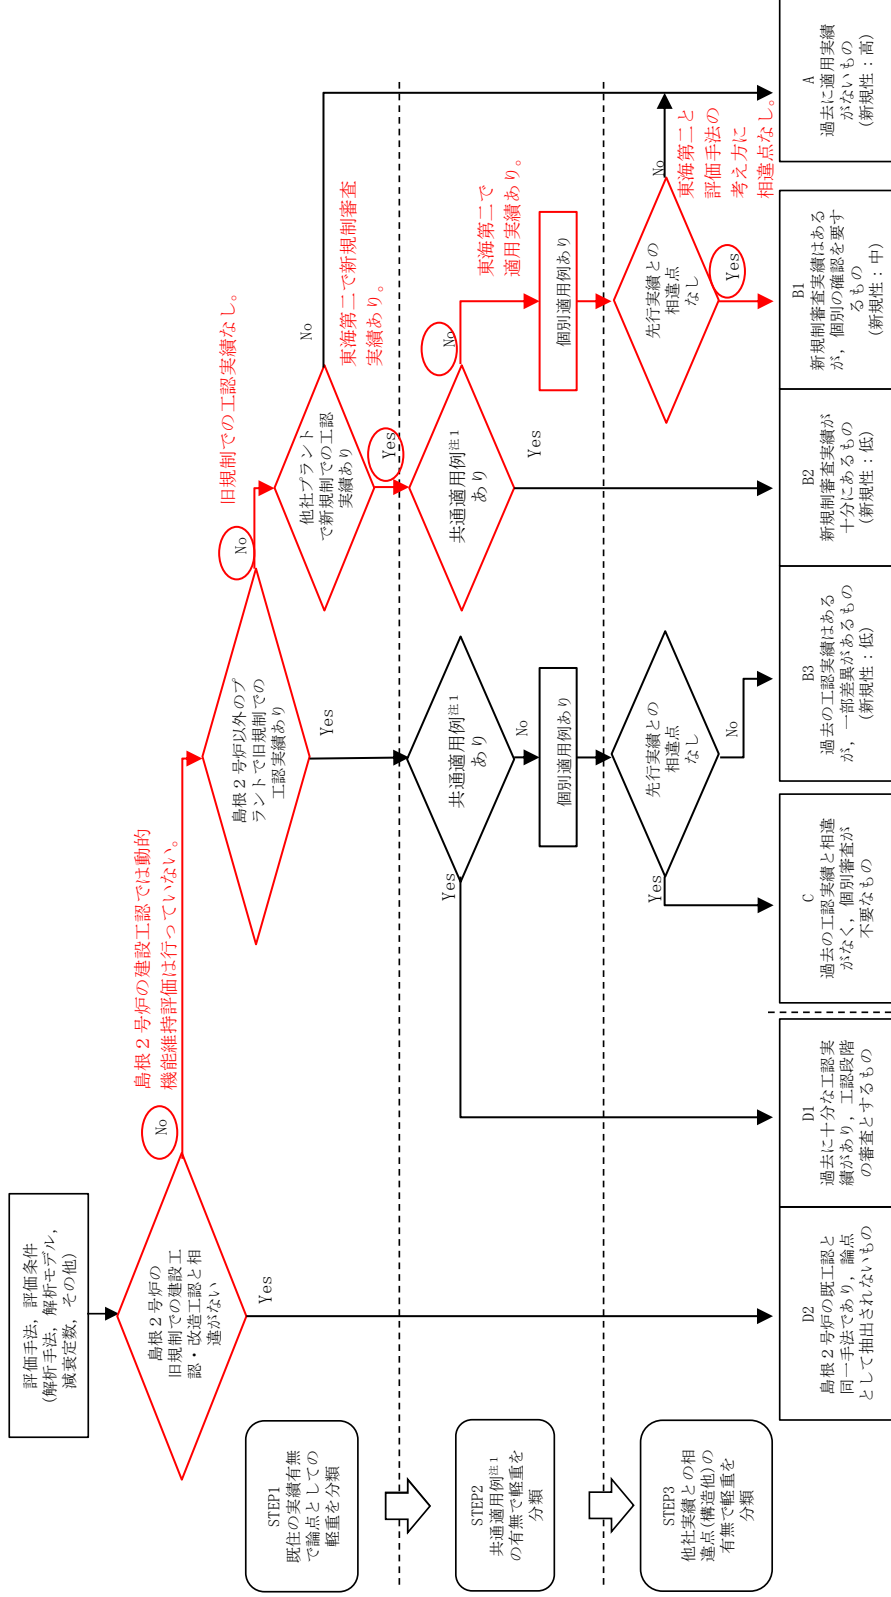 評価手法，評価条件
(解析手法，解析モデル，
減衰定数，その他)
島根２号炉の
旧規制での建設工
認・改造工認と相
違がない
No
Yes
島根２号炉の建設工認では動的
機能維持評価は行っていない。
島根２号炉以外のプ
ラントで旧規制での
工認実績あり
No
Yes
旧規制での工認実績なし。
他社プラント
で新規制での工認
実績あり
No
Yes
東海第二で新規制審査
実績あり。
STEP1
既往の実績有無
で論点としての
軽重を分類
共通適用例注１
あり
Yes
No
個別適用例あり
共通適用例注１
あり
No
Yes
東海第二で
適用実績あり。
個別適用例あり
STEP2
共通適用例注１
の有無で軽重を
分類
先行実績との
相違点
なし
Yes
No
先行実績との
相違点
なし
No
Yes
東海第二と
評価手法の
考え方に
相違点なし。
STEP3
他社実績との相
違点(構造他)の
有無で軽重を
分類
D2
島根２号炉の既工認と
同一手法であり，論点
として抽出されないもの
D1
過去に十分な工認実
績があり，工認段階
の審査とするもの
C
過去の工認実績と相違
がなく，個別審査が
不要なもの
B3
過去の工認実績はある
が，一部差異があるもの
(新規性：低)
B2
新規制審査実績が
十分にあるもの
(新規性：低)
B1
新規制審査実績はある
が，個別の確認を要す
るもの
(新規性：中)
A
過去に適用実績
がないもの
(新規性：高)